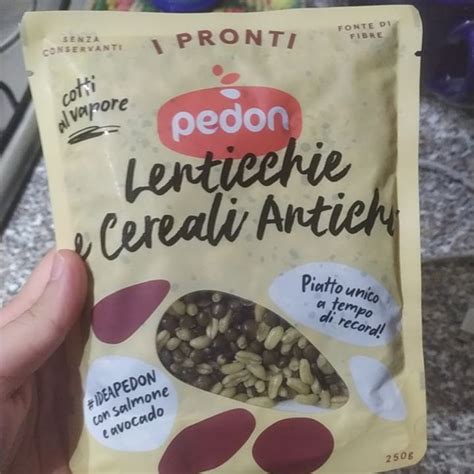 SENZA
CONSERVANTI
I PRONTI
FONTE DI
FIBRE
cotti
al vapore
pedon
Lenticchie
e Cereali Antichi
Piatto unico
a tempo
di record!
#IDEAPEDON
con salmone
e avocado
250g